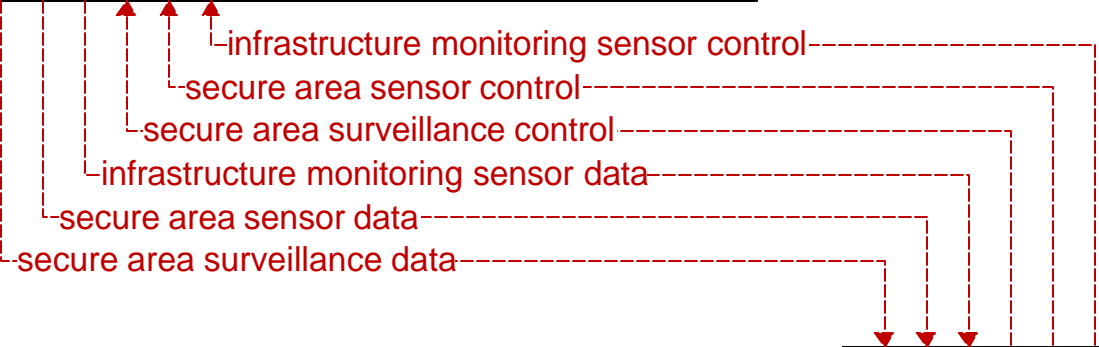 infrastructure monitoring sensor control
secure area sensor control
secure area surveillance control
infrastructure monitoring sensor data
secure area sensor data
secure area surveillance data